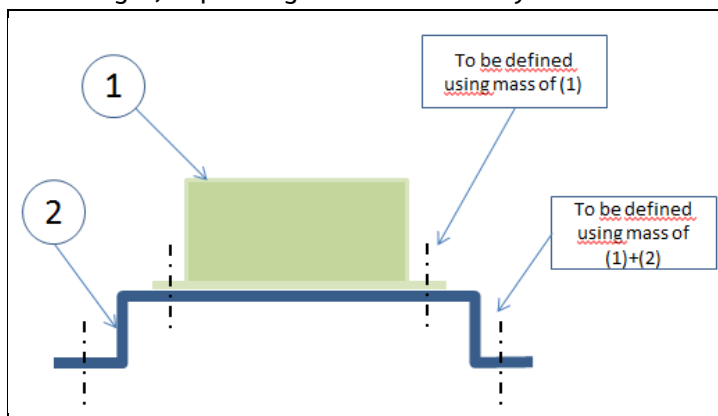 1
To be defined
using mass of (1)
2
To be defined
using mass of
(1)+(2)